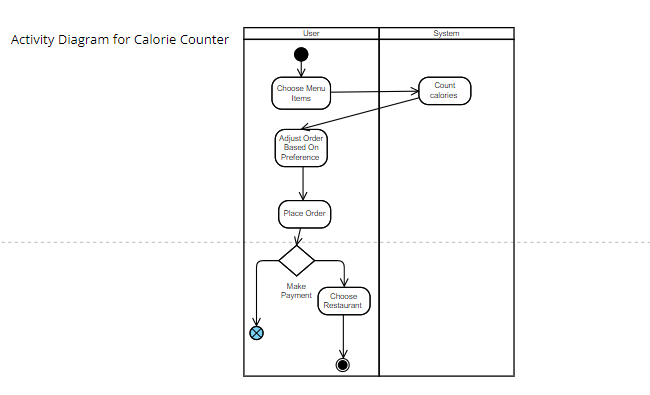 Activity Diagram for Calorie Counter
User
System
Choose Menu
Items
Count
calories
Adjust Order
Based On
Preference
Place Order
Make
Payment
Choose
Restaurant